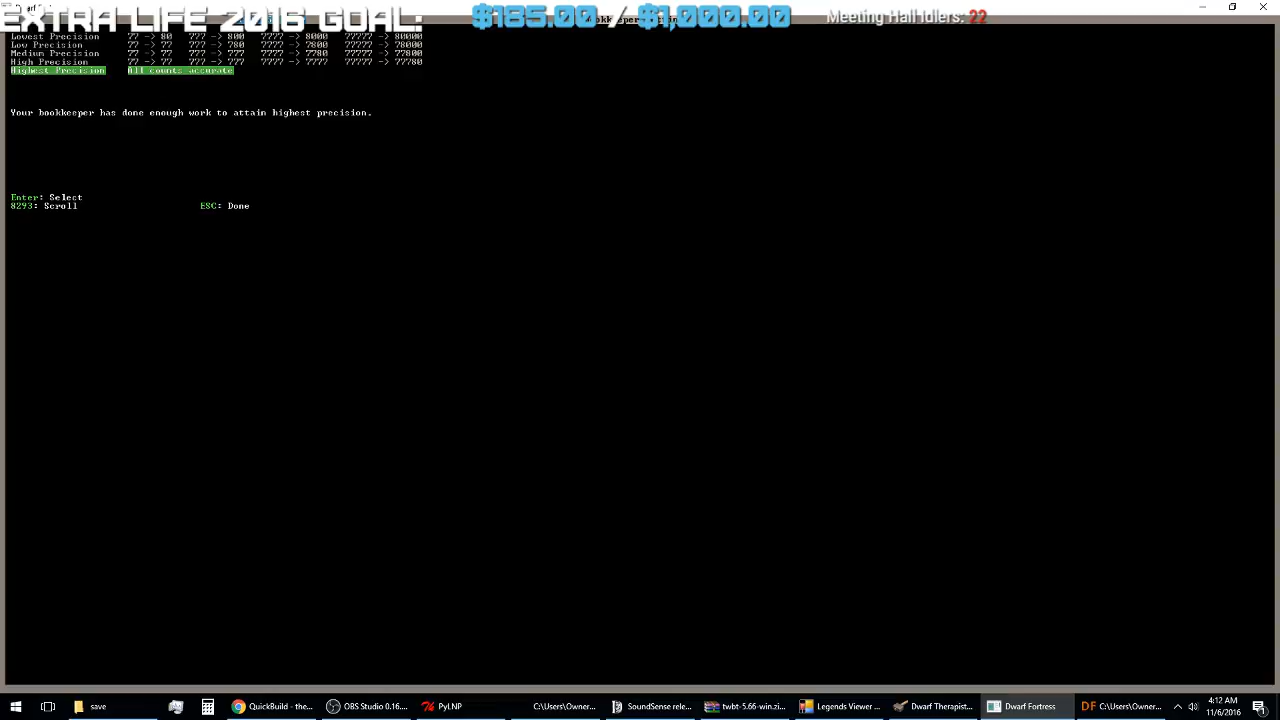 EXTRA LIFE 2016 GOAL: $185.00 / $1,000.00 Meeting Hall Idlers: 22
Lowest Precision 77 -> 80 777 -> 800 7777 -> 8000 77777 -> 80000
Low Precision 77 -> 77 777 -> 780 7777 -> 7800 77777 -> 78000
Medium Precision 77 -> 77 777 -> 777 7777 -> 7780 77777 -> 77800
High Precision 77 -> 77 777 -> 777 7777 -> 7777 77777 -> 77780
Highest Precision All counts accurate
Your bookkeeper has done enough work to attain highest precision.
Enter: Select
8293: Scroll ESC: Done
save QuickBuild - the... OBS Studio 0.16.... PyLNP C:\Users\Owner... SoundSense rele... twbt-5.66-win.zi... Legends Viewer ... Dwarf Therapist... Dwarf Fortress DF C:\Users\Owner... 4:12 AM
11/6/2016